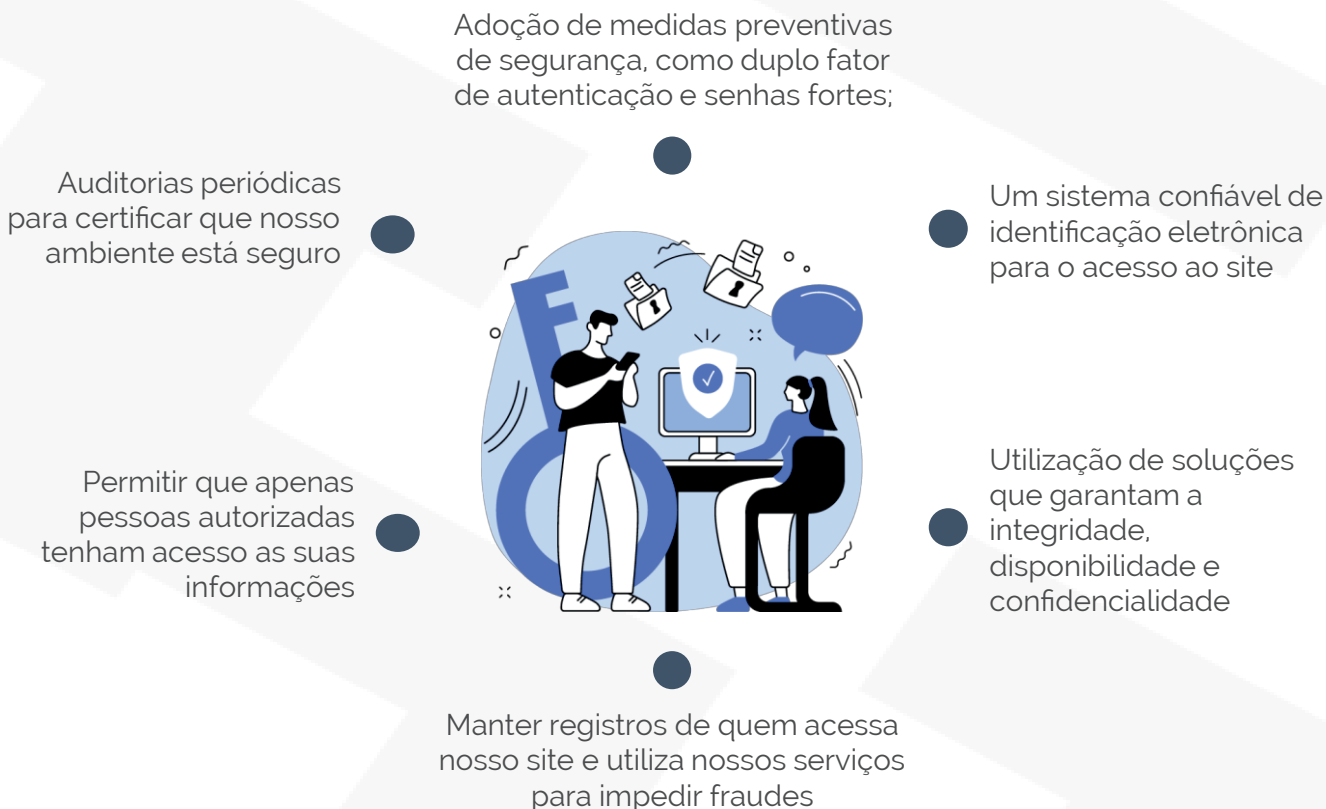 Adoção de medidas preventivas
de segurança, como duplo fator
de autenticação e senhas fortes;
Auditorias periódicas
para certificar que nosso
ambiente está seguro
Um sistema confiável de
identificação eletrônica
para o acesso ao site
Permitir que apenas
pessoas autorizadas
tenham acesso as suas
informações
Utilização de soluções
que garantam a
integridade,
disponibilidade e
confidencialidade
Manter registros de quem acessa
nosso site e utiliza nossos serviços
para impedir fraudes